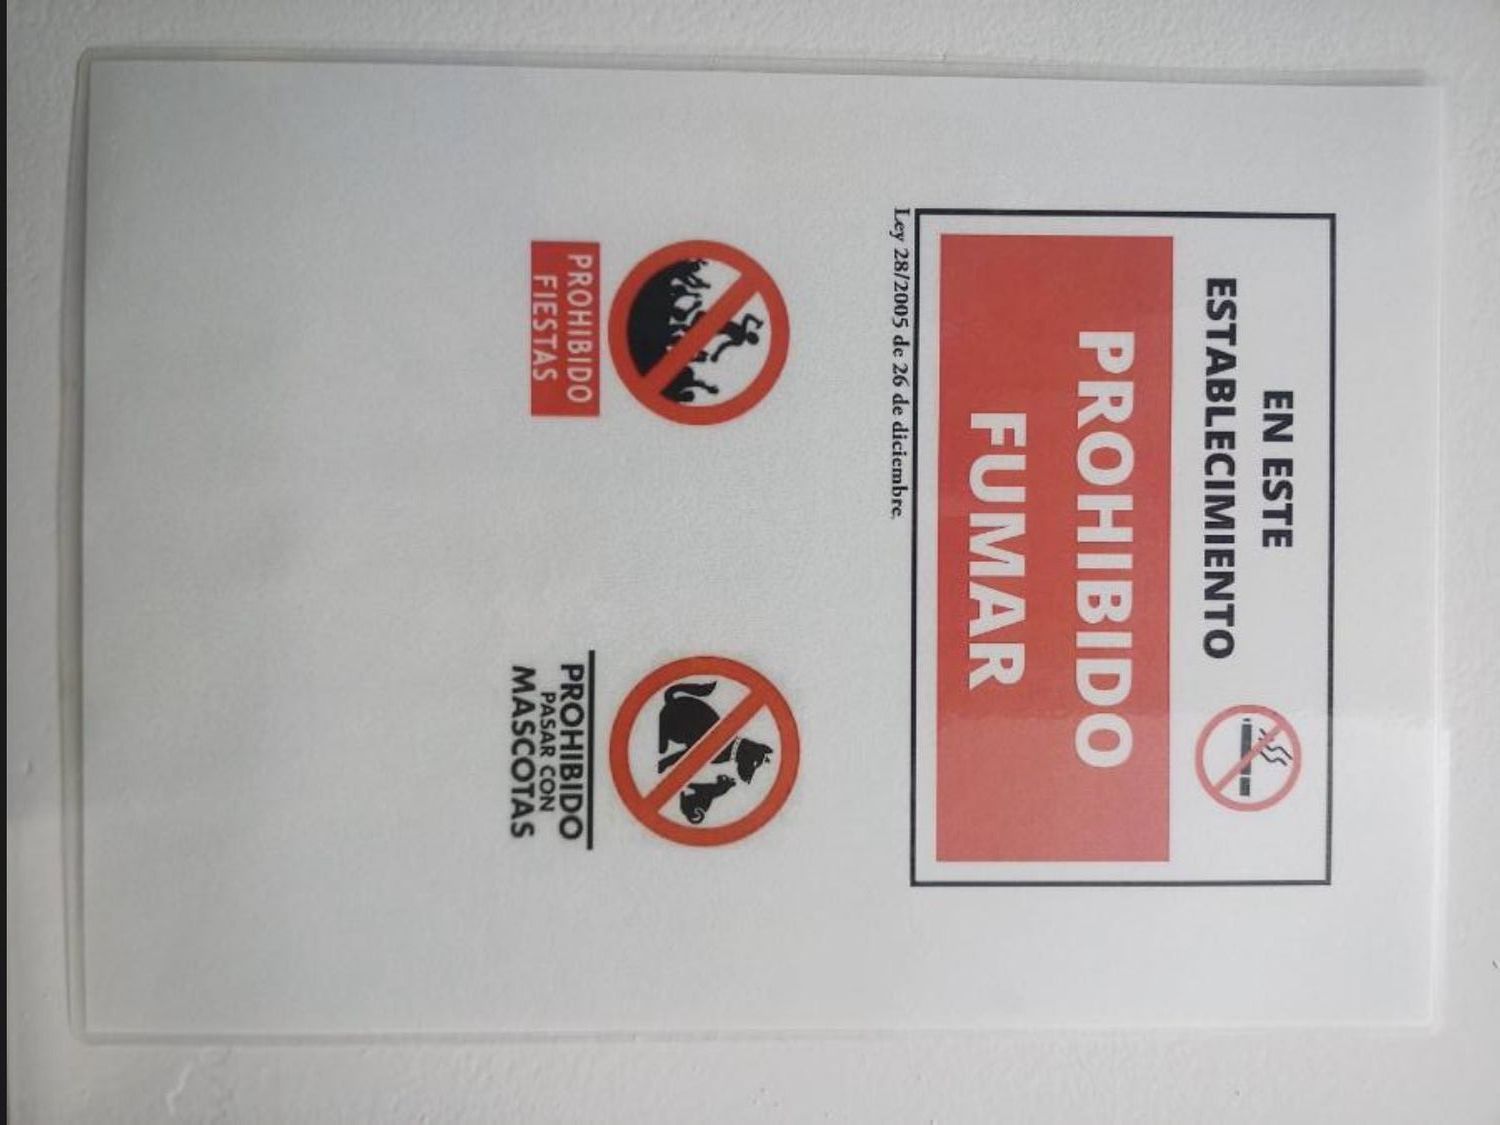 EN ESTE
ESTABLECIMIENTO
PROHIBIDO
FUMAR
Ley 28/2005 de 26 de diciembre.
PROHIBIDO
FIESTAS
PROHIBIDO
PASAR CON
MASCOTAS